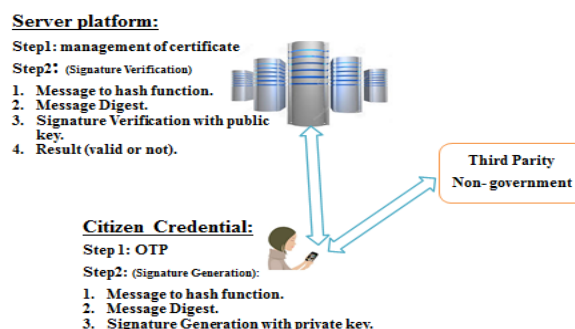 Server platform:
Step1: management of certificate
Step2: (Signature Verification)
1. Message to hash function.
2. Message Digest.
3. Signature Verification with public
key.
4. Result (valid or not).
Third Parity
Non- government
Citizen Credential:
Step 1: OTP
Step2: (Signature Generation):
1. Message to hash function.
2. Message Digest.
3. Signature Generation with private key.